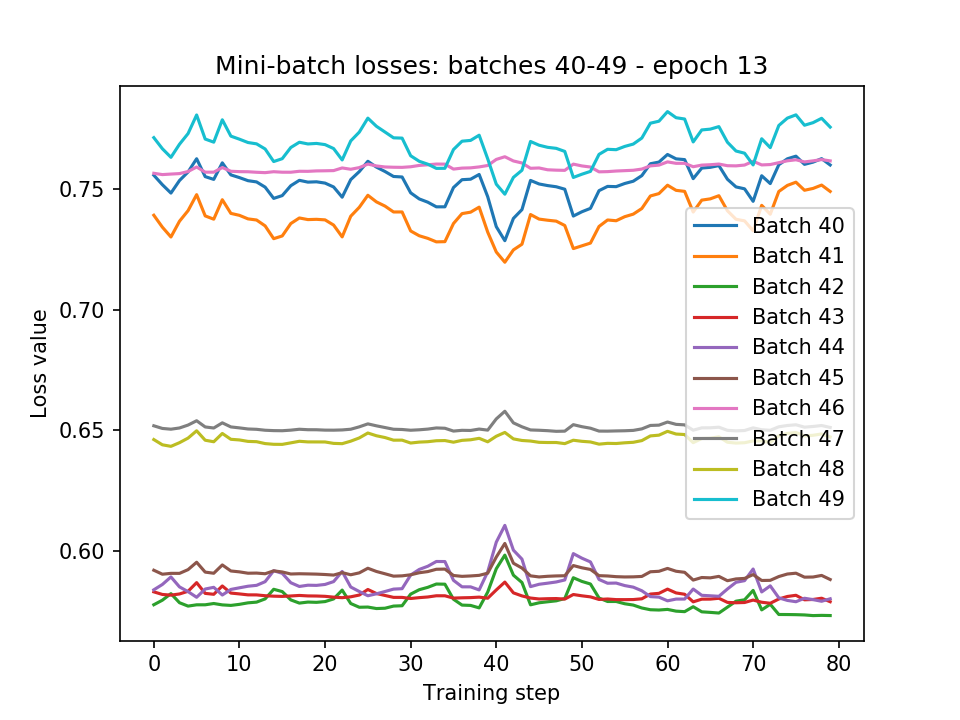 Mini-batch losses: batches 40-49 - epoch 13
Loss value
0.75
0.70
0.65
0.60
Batch 40
Batch 41
Batch 42
Batch 43
Batch 44
Batch 45
Batch 46
Batch 47
Batch 48
Batch 49
0 10 20 30 40 50 60 70 80
Training step